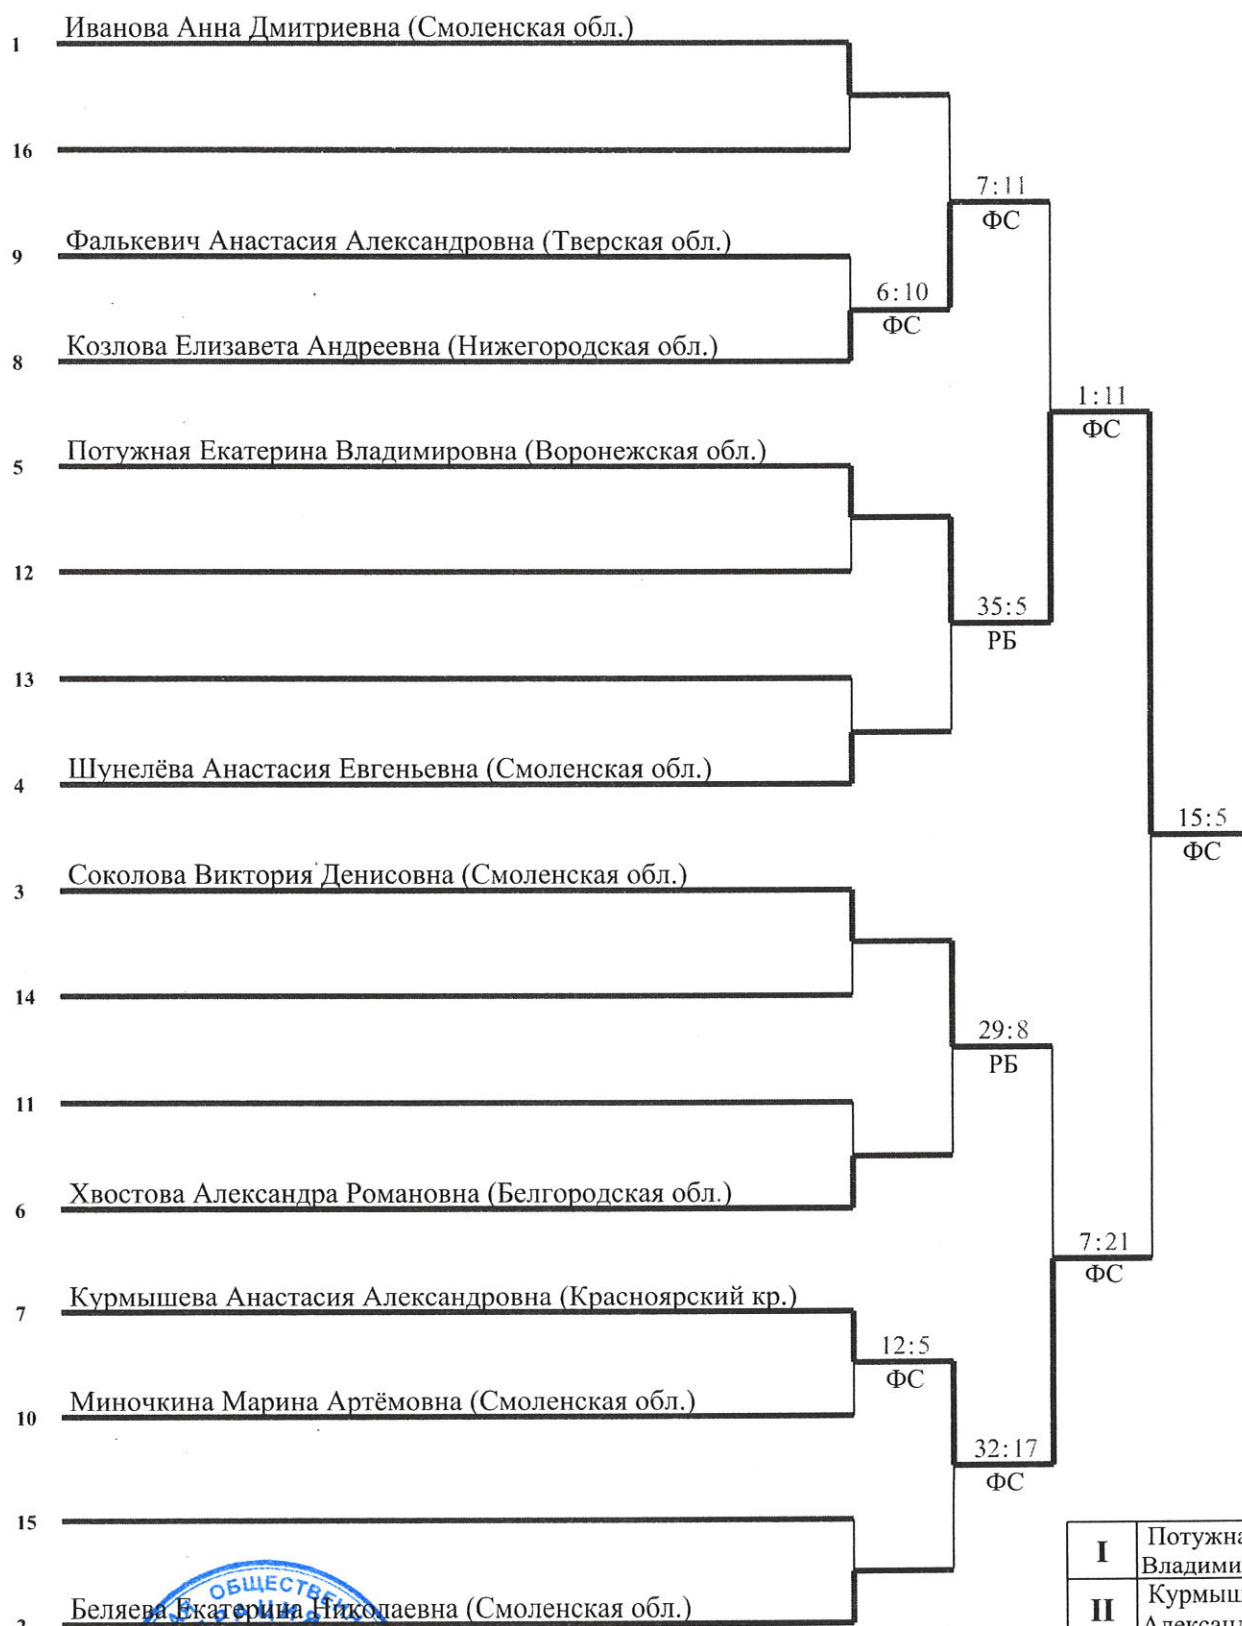 1 Иванова Анна Дмитриевна (Смоленская обл.)
16
7:11
ФС
9 Фалькевич Анастасия Александровна (Тверская обл.)
6:10
ФС
8 Козлова Елизавета Андреевна (Нижегородская обл.)
1:11
ФС
5 Потужная Екатерина Владимировна (Воронежская обл.)
12
35:5
РБ
13
4 Шунелёва Анастасия Евгеньевна (Смоленская обл.)
15:5
ФС
3 Соколова Виктория Денисовна (Смоленская обл.)
14
29:8
РБ
11
6 Хвостова Александра Романовна (Белгородская обл.)
7:21
ФС
7 Курмышева Анастасия Александровна (Красноярский кр.)
12:5
ФС
10 Миночкина Марина Артёмовна (Смоленская обл.)
32:17
ФС
15
I Потужна
Владими
ОБЩЕСТВЕН
2 Беляева Екатерина Николаевна (Смоленская обл.)
II Курмыш
Александ